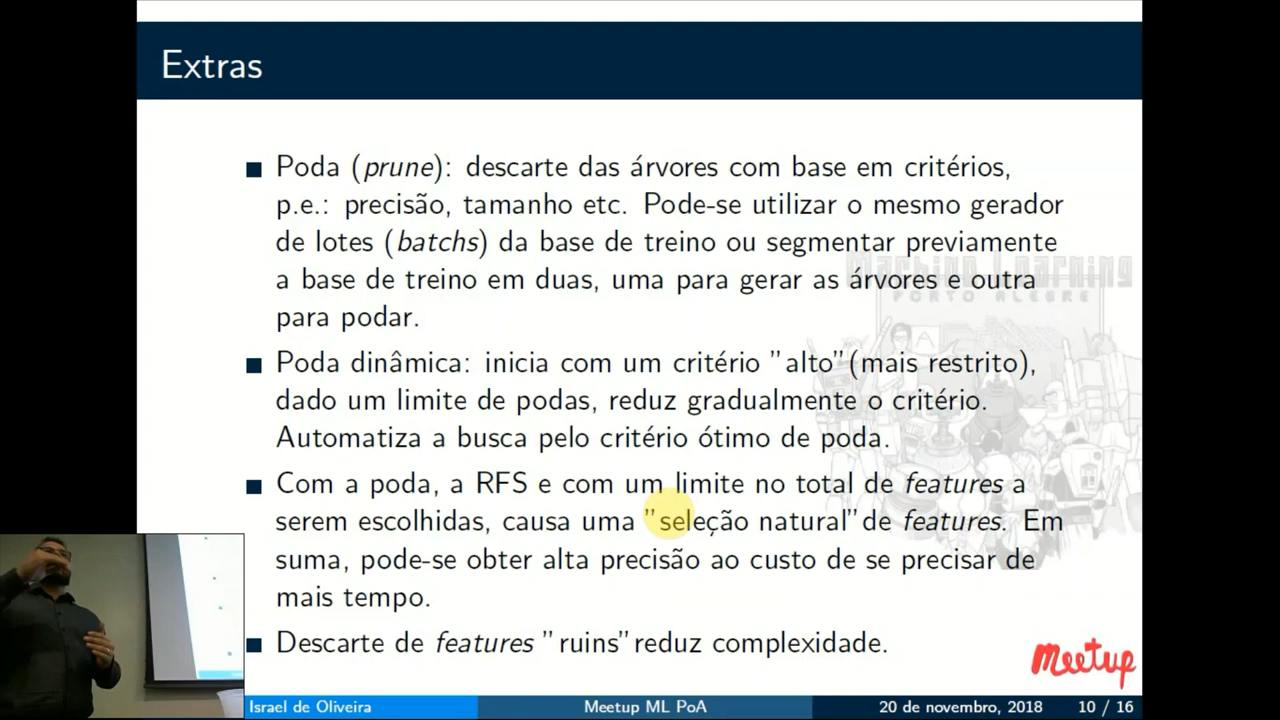 Extras
Poda (prune): descarte das árvores com base em critérios,
p.e.: precisão, tamanho etc. Pode-se utilizar o mesmo gerador
de lotes (batchs) da base de treino ou segmentar previamente
a base de treino em duas, uma para gerar as árvores e outra
para podar.
Poda dinâmica: inicia com um critério ”alto”(mais restrito),
dado um limite de podas, reduz gradualmente o critério.
Automatiza a busca pelo critério ótimo de poda.
Com a poda, a RFS e com um limite no total de features a
serem escolhidas, causa uma ”seleção natural”de features. Em
suma, pode-se obter alta precisão ao custo de se precisar de
mais tempo.
Descarte de features ”ruins”reduz complexidade.
Machine Learning
PORTO ALEGRE
Meetup
Israel de Oliveira
Meetup ML PoA
20 de novembro, 2018
10 / 16